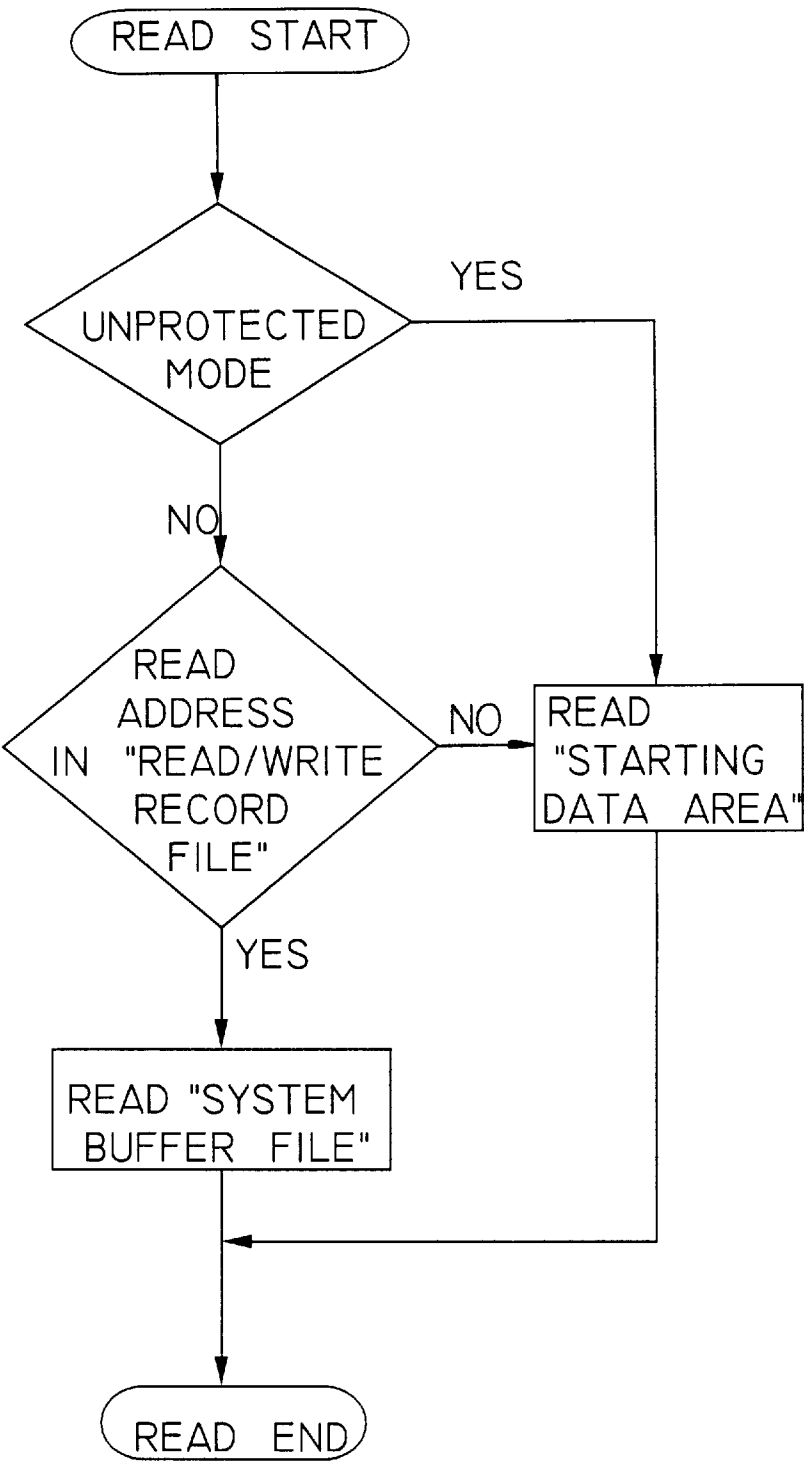 READ START
YES
UNPROTECTED
MODE
NO
READ
ADDRESS
IN "READ/WRITE
RECORD
FILE"
NO
READ
"STARTING
DATA AREA"
YES
READ "SYSTEM
BUFFER FILE"
READ END